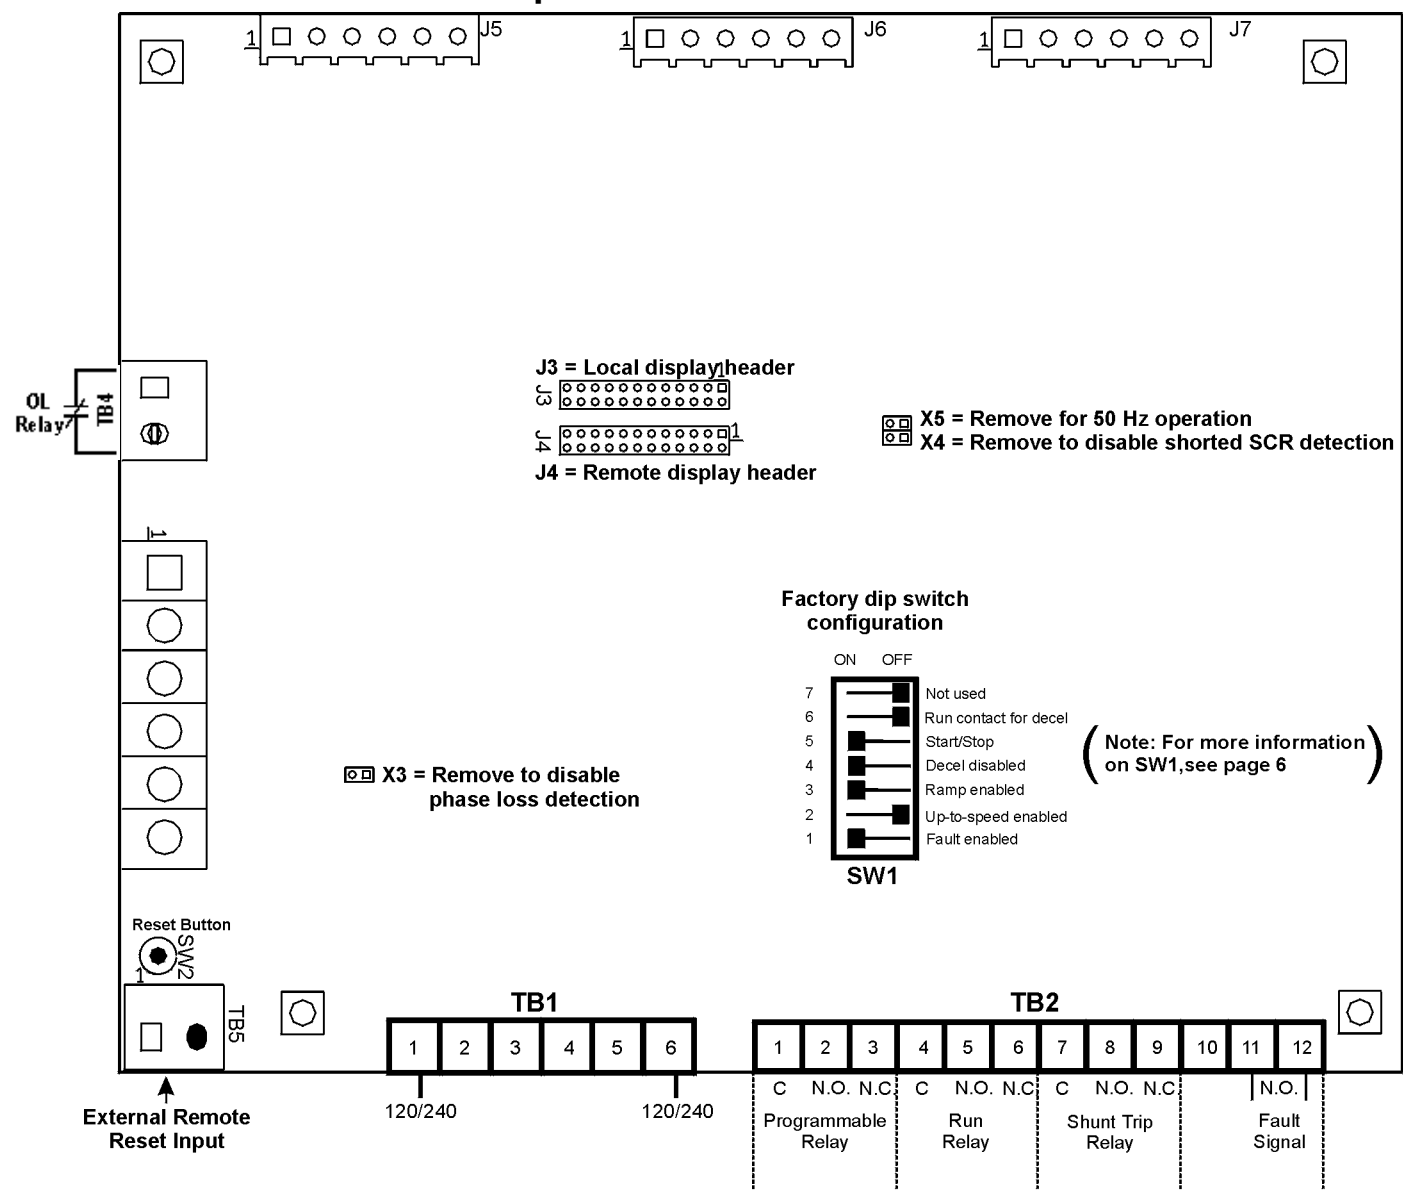 1 J5
1 J6
1 J7
J3 = Local display header
1
J3
OL
Relay
TB4
J4
1
J4 = Remote display header
X5 = Remove for 50 Hz operation
X4 = Remove to disable shorted SCR detection
1
Factory dip switch
configuration
ON OFF
7 Not used
6 Run contact for decel
5 Start/Stop
4 Decel disabled
3 Ramp enabled
2 Up-to-speed enabled
1 Fault enabled
SW1
(Note: For more information
on SW1,see page 6)
X3 = Remove to disable
phase loss detection
Reset Button
SW2
1
TB5
External Remote
Reset Input
TB1
1 2 3 4 5 6
120/240 120/240
TB2
1 2 3 4 5 6 7 8 9 10 11 12
C N.O. N.C. C N.O. N.C C N.O. N.C. N.O.
Programmable
Relay
Run
Relay
Shunt Trip
Relay
Fault
Signal